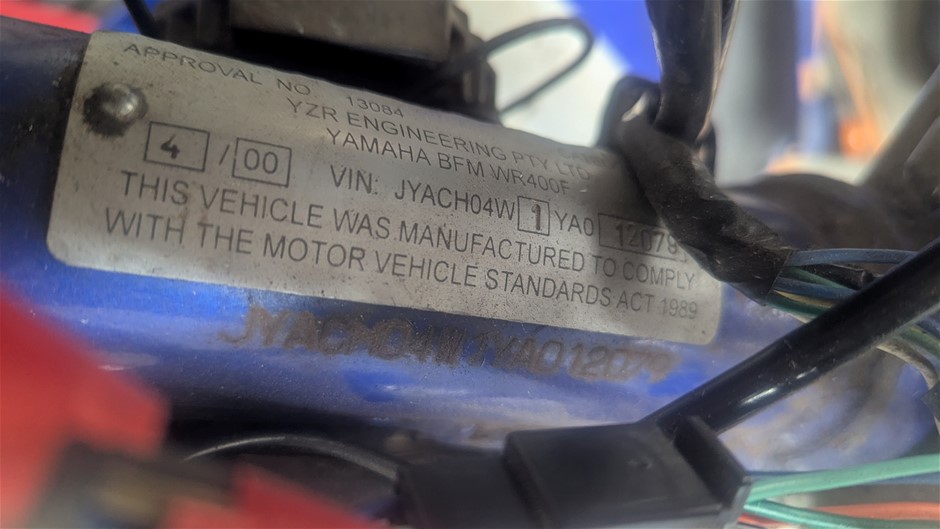 APPROVAL NO. 13084
YZR ENGINEERING PTY LTD
YAMAHA BFM WR400F
4 / 00 VIN: JYACH04W 1 YA0 12078
THIS VEHICLE WAS MANUFACTURED TO COMPLY
WITH THE MOTOR VEHICLE STANDARDS ACT 1989